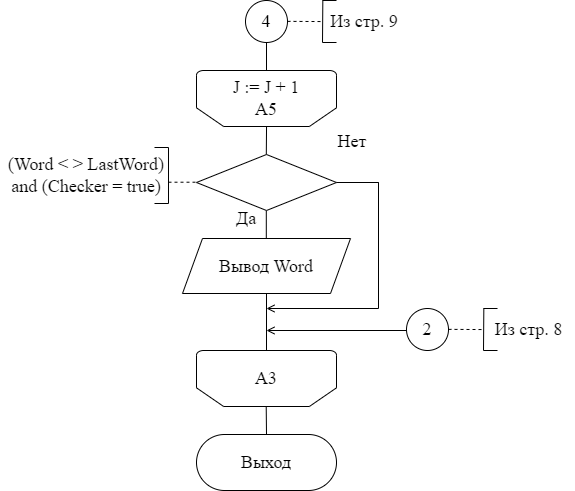 4
Из стр. 9
J := J + 1
A5
Нет
(Word < > LastWord)
and (Checker = true)
Да
Вывод Word
2
Из стр. 8
A3
Выход